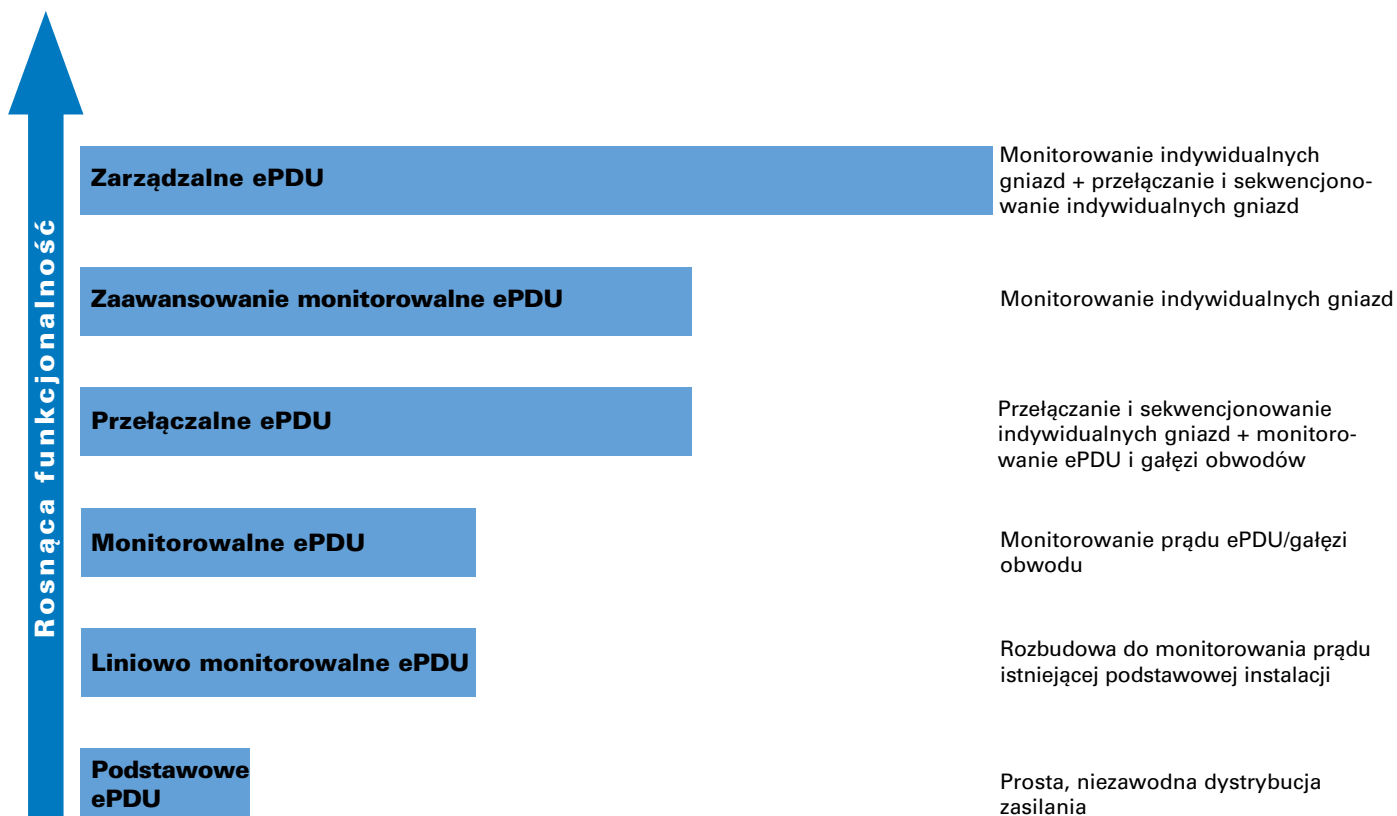 Rosnąca funkcjonalność
Zarządzalne ePDU
Monitorowanie indywidualnych
gniazd + przełączanie i sekwencjono-
wanie indywidualnych gniazd
Zaawansowanie monitorowalne ePDU
Monitorowanie indywidualnych gniazd
Przełączalne ePDU
Przełączanie i sekwencjonowanie
indywidualnych gniazd + monitoro-
wanie ePDU i gałęzi obwodów
Monitorowalne ePDU
Monitorowanie prądu ePDU/gałęzi
obwodu
Liniowo monitorowalne ePDU
Rozbudowa do monitorowania prądu
istniejącej podstawowej instalacji
Podstawowe
ePDU
Prosta, niezawodna dystrybucja
zasilania